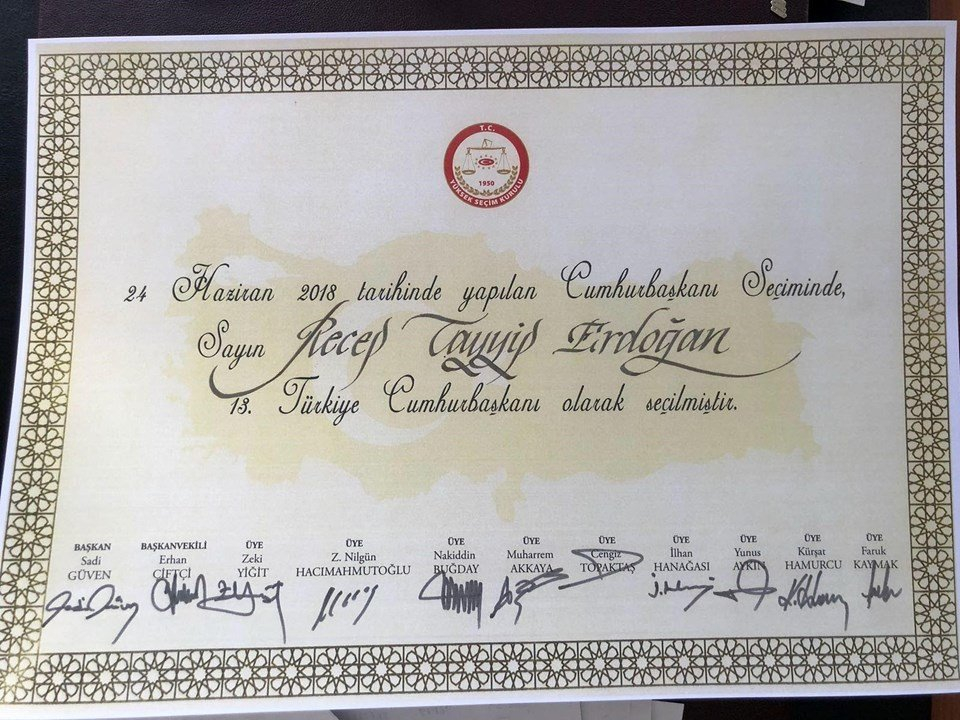 T.C.
1950
YÜKSEK SEÇİM KURULU
24 Haziran 2018 tarihinde yapılan Cumhurbaşkanı Seçiminde,
Sayın Recep Tayyip Erdoğan
13. Türkiye Cumhurbaşkanı olarak seçilmiştir.
BAŞKAN BAŞKANVEKİLİ ÜYE ÜYE ÜYE ÜYE ÜYE ÜYE ÜYE ÜYE ÜYE
Sadi Erhan Zeki Z. Nilgün Nakiddin Muharrem Cengiz İlhan Yunus Kürşat Faruk
GÜVEN ÇİFTÇİ YİĞİT HACIMAHMUTOĞLU BUĞDAY AKKAYA TOPAKTAŞ HANAĞASI AYKIN HAMURCU KAYMAK